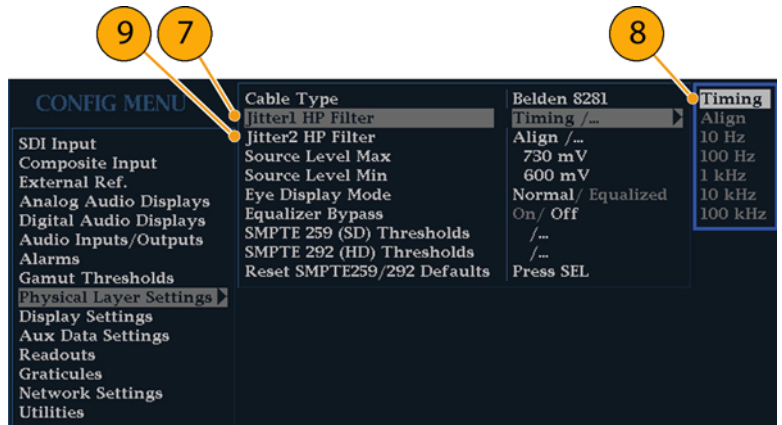 9 7 8
CONFIG MENU
SDI Input
Composite Input
External Ref.
Analog Audio Displays
Digital Audio Displays
Audio Inputs/Outputs
Alarms
Gamut Thresholds
Physical Layer Settings
Display Settings
Aux Data Settings
Readouts
Graticules
Network Settings
Utilities
Cable Type Belden 8281
Jitter1 HP Filter Timing /...
Jitter2 HP Filter Align /...
Source Level Max 730 mV
Source Level Min 600 mV
Eye Display Mode Normal/ Equalized
Equalizer Bypass On/ Off
SMPTE 259 (SD) Thresholds /...
SMPTE 292 (HD) Thresholds /...
Reset SMPTE259/292 Defaults Press SEL
Timing
Align
10 Hz
100 Hz
1 kHz
10 kHz
100 kHz